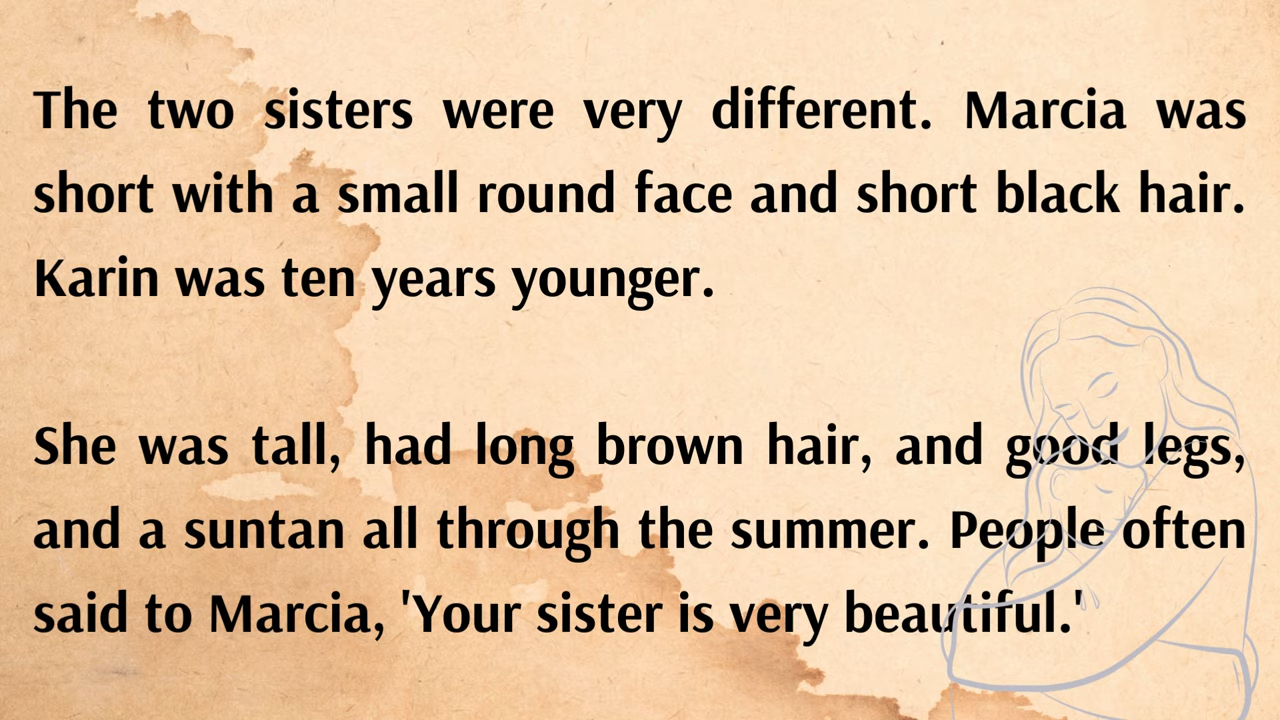 The two sisters were very different. Marcia was
short with a small round face and short black hair.
Karin was ten years younger.
She was tall, had long brown hair, and good legs,
and a suntan all through the summer. People often
said to Marcia, 'Your sister is very beautiful.'